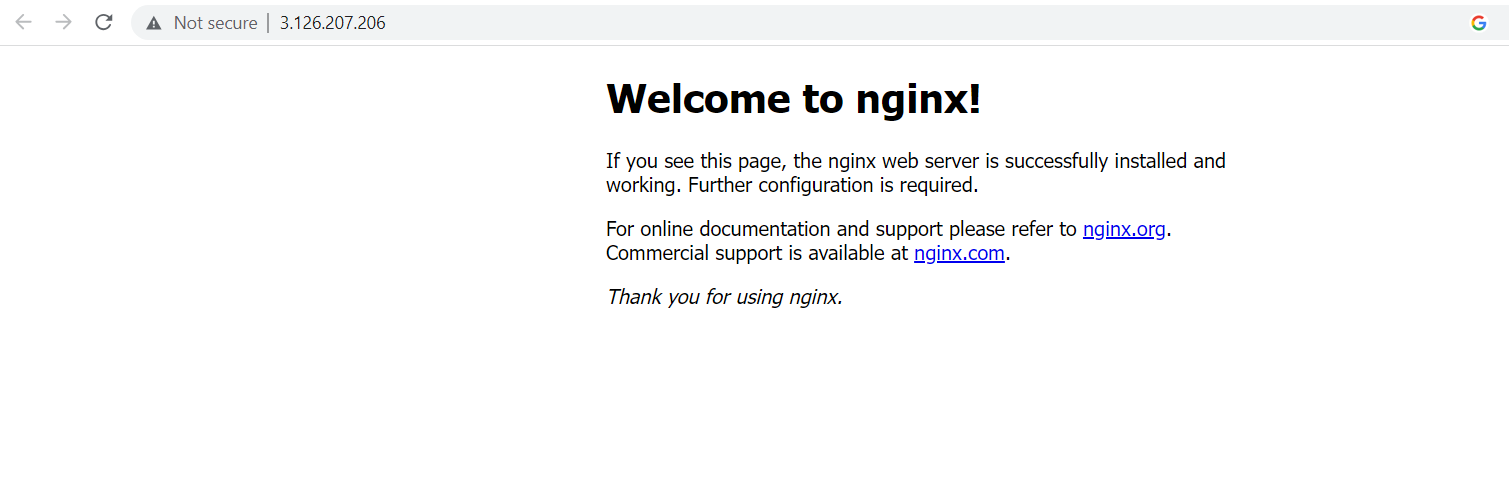 Not secure | 3.126.207.206
Welcome to nginx!
If you see this page, the nginx web server is successfully installed and
working. Further configuration is required.
For online documentation and support please refer to nginx.org.
Commercial support is available at nginx.com.
Thank you for using nginx.